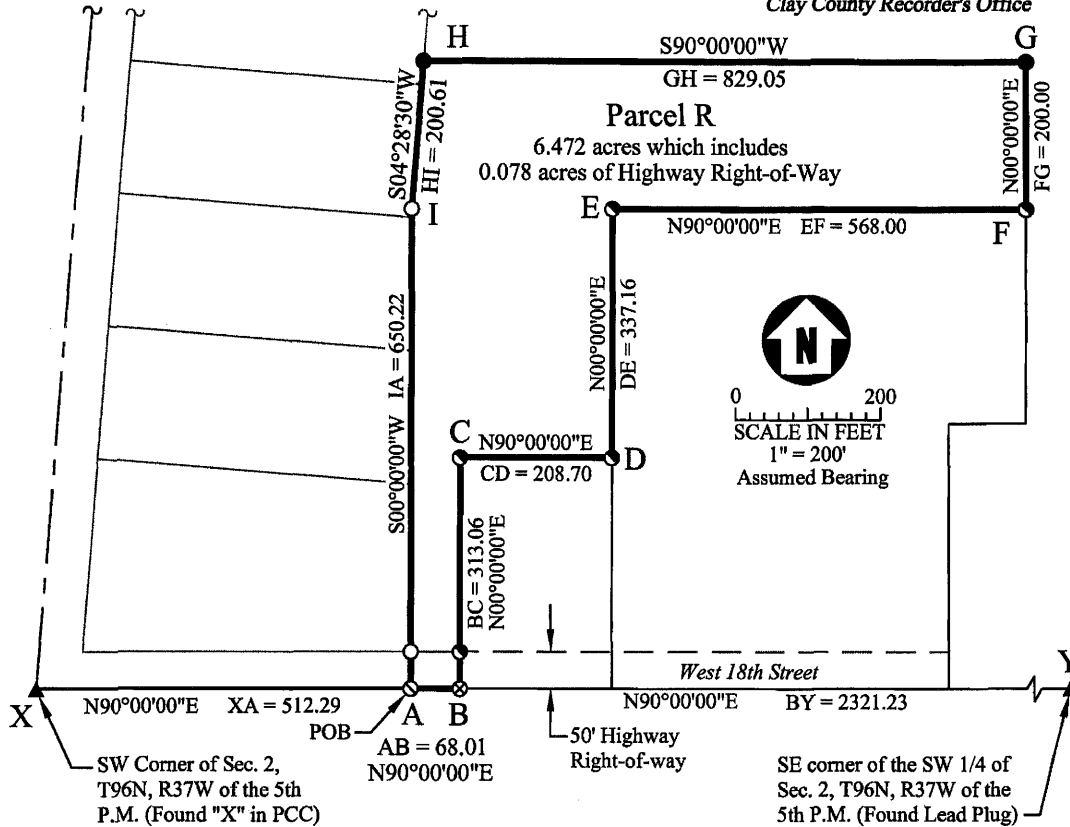 Clay County Recorder's Office
H
S90°00'00"W
G
GH = 829.05
S04°28'30"W
HI = 200.61
N00°00'00"E
FG = 200.00
Parcel R
6.472 acres which includes
0.078 acres of Highway Right-of-Way
I
E
N90°00'00"E EF = 568.00
F
S00°00'00"W IA = 650.22
N00°00'00"E
DE = 337.16
N
0 200
SCALE IN FEET
1" = 200'
Assumed Bearing
C
N90°00'00"E
CD = 208.70
D
BC = 313.06
N00°00'00"E
West 18th Street
Y
X
N90°00'00"E XA = 512.29
POB
A
B
N90°00'00"E BY = 2321.23
AB = 68.01
N90°00'00"E
50' Highway
Right-of-way
SW Corner of Sec. 2,
T96N, R37W of the 5th
P.M. (Found "X" in PCC)
SE corner of the SW 1/4 of
Sec. 2, T96N, R37W of the
5th P.M. (Found Lead Plug)